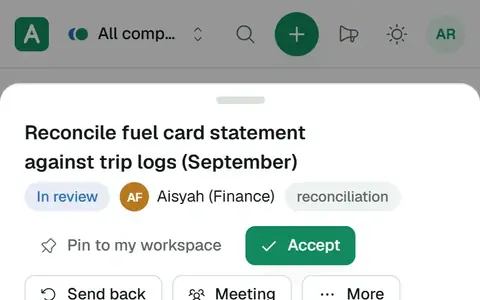 A
All comp...
AR
Reconcile fuel card statement
against trip logs (September)
In review
AF
Aisyah (Finance)
reconciliation
Pin to my workspace
Accept
Send back
Meeting
More